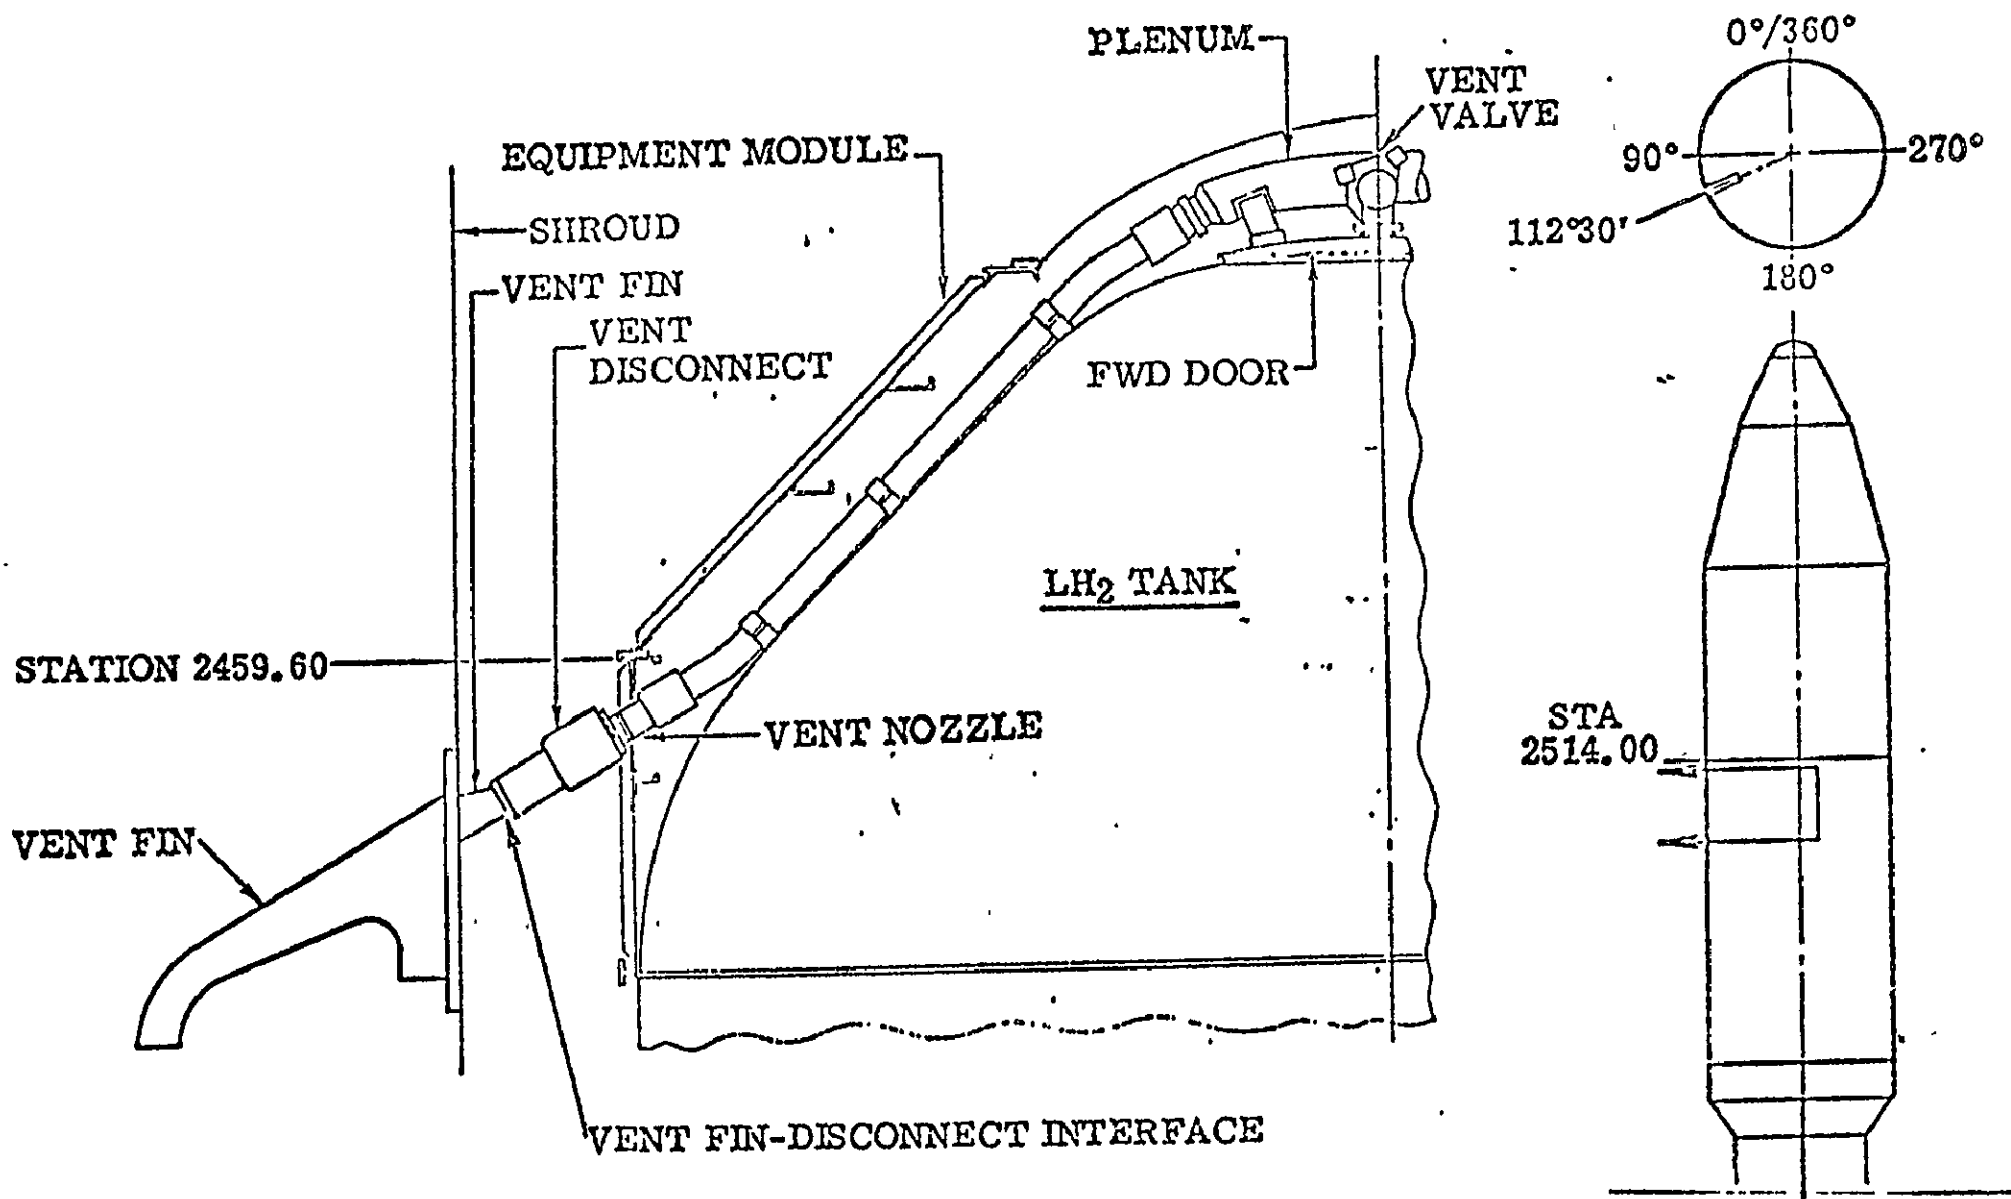 PLENUM
VENT
VALVE
EQUIPMENT MODULE
SHROUD
VENT FIN
VENT
DISCONNECT
FWD DOOR
LH₂ TANK
STATION 2459.60
VENT NOZZLE
VENT FIN
VENT FIN-DISCONNECT INTERFACE
0°/360°
90°
270°
112°30'
180°
STA
2514.00